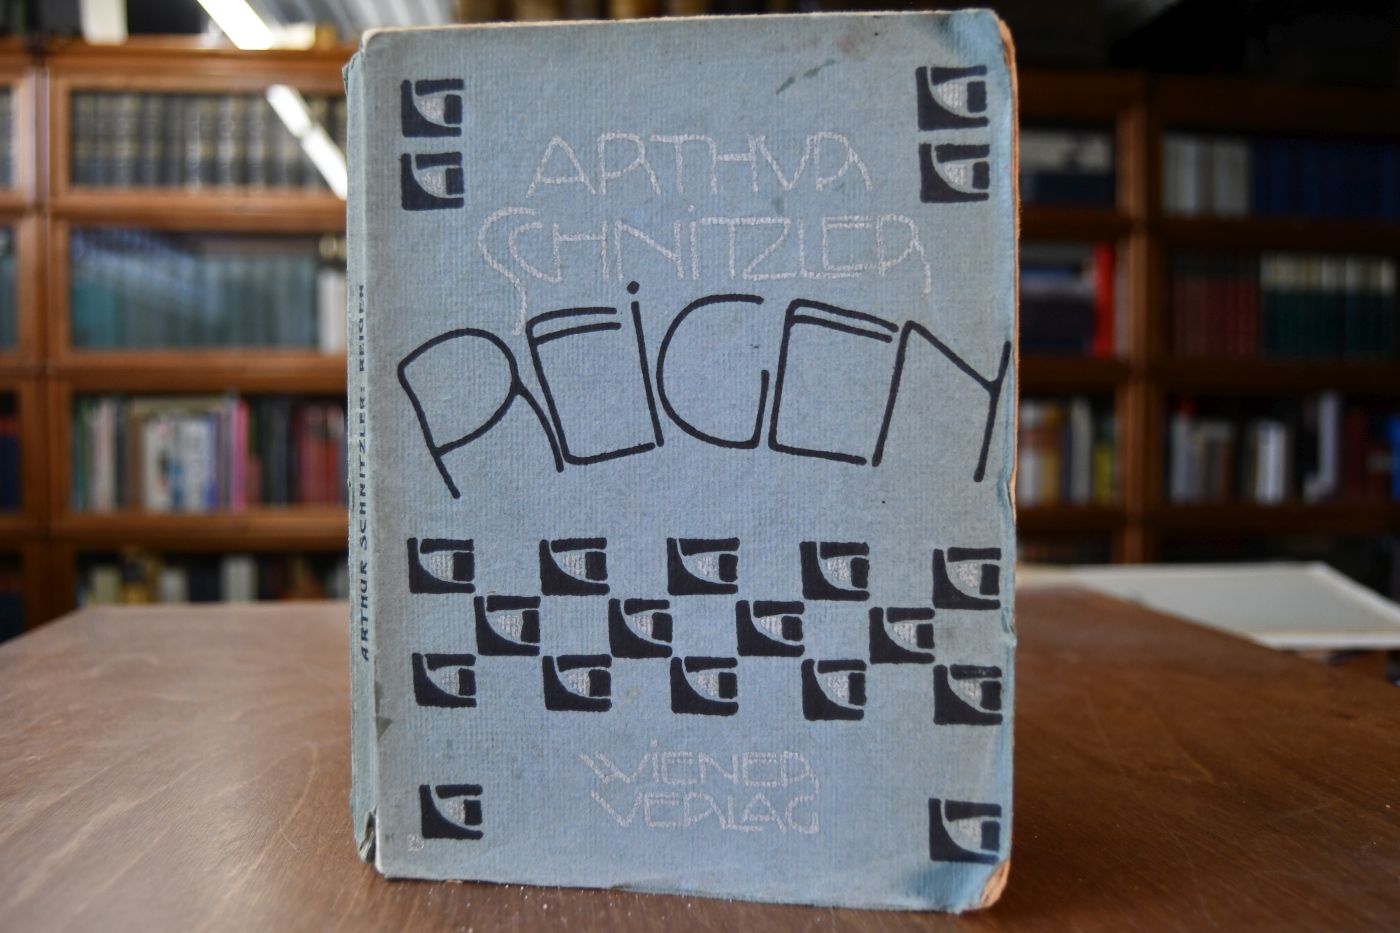 ARTHUR
SCHNITZLER
REiGEN
WiENER
VERLAG
ARTHUR SCHNITZLER: REIGEN